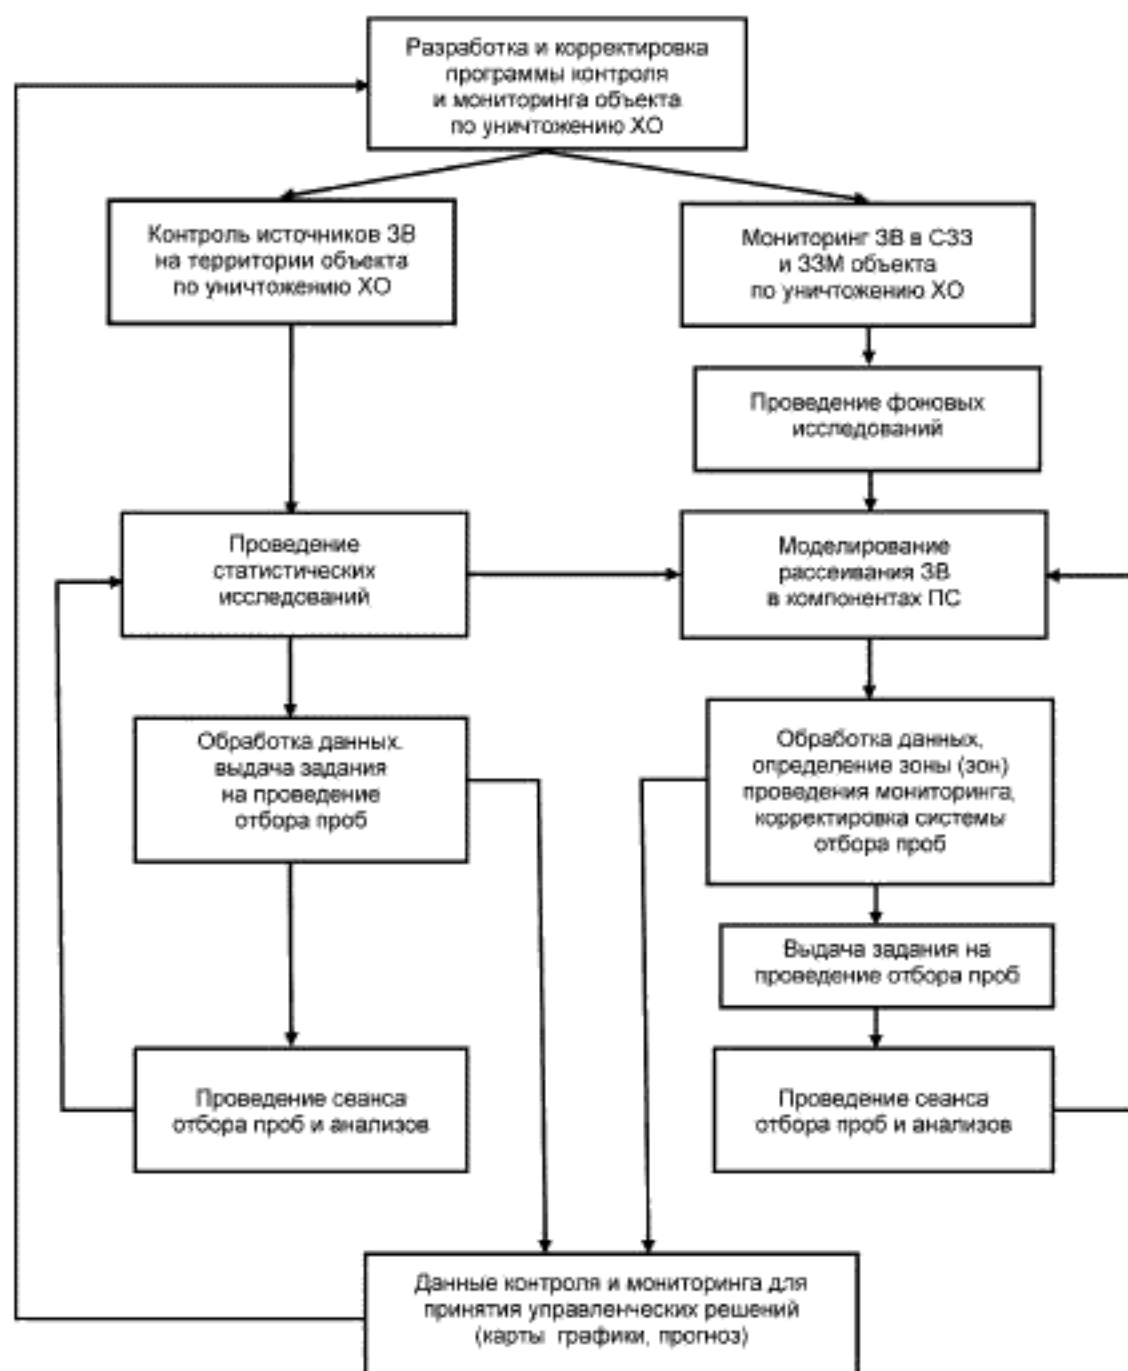 Разработка и корректировка
программы контроля
и мониторинга объекта
по уничтожению ХО
Контроль источников ЗВ
на территории объекта
по уничтожению ХО
Мониторинг ЗВ в СЗЗ
и ЗЗМ объекта
по уничтожению ХО
Проведение фоновых
исследований
Проведение
статистических
исследований
Моделирование
рассеивания ЗВ
в компонентах ПС
Обработка данных.
выдача задания
на проведение
отбора проб
Обработка данных,
определение зоны (зон)
проведения мониторинга,
корректировка системы
отбора проб
Выдача задания на
проведение отбора проб
Проведение сеанса
отбора проб и анализов
Проведение сеанса
отбора проб и анализов
Данные контроля и мониторинга для
принятия управленческих решений
(карты графики, прогноз)